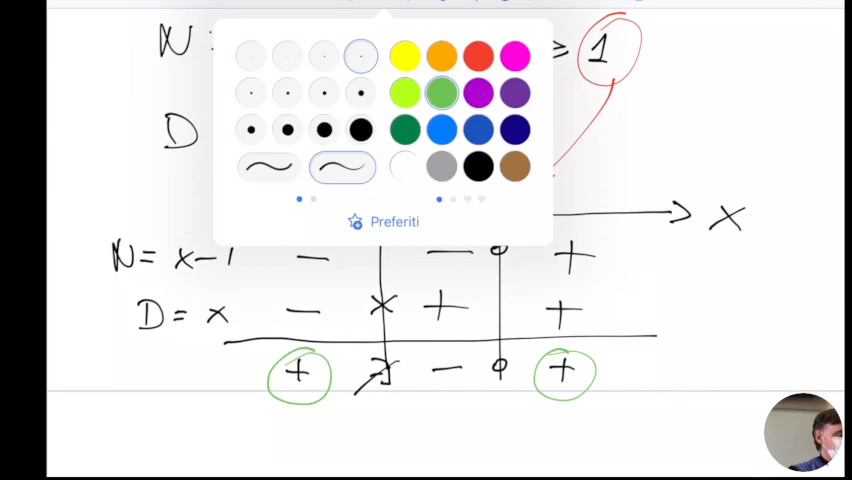 N : ≥ 1
D
Preferiti
x
N = x-1 - - 0 +
D = x - x + +
+ ∄ - 0 +